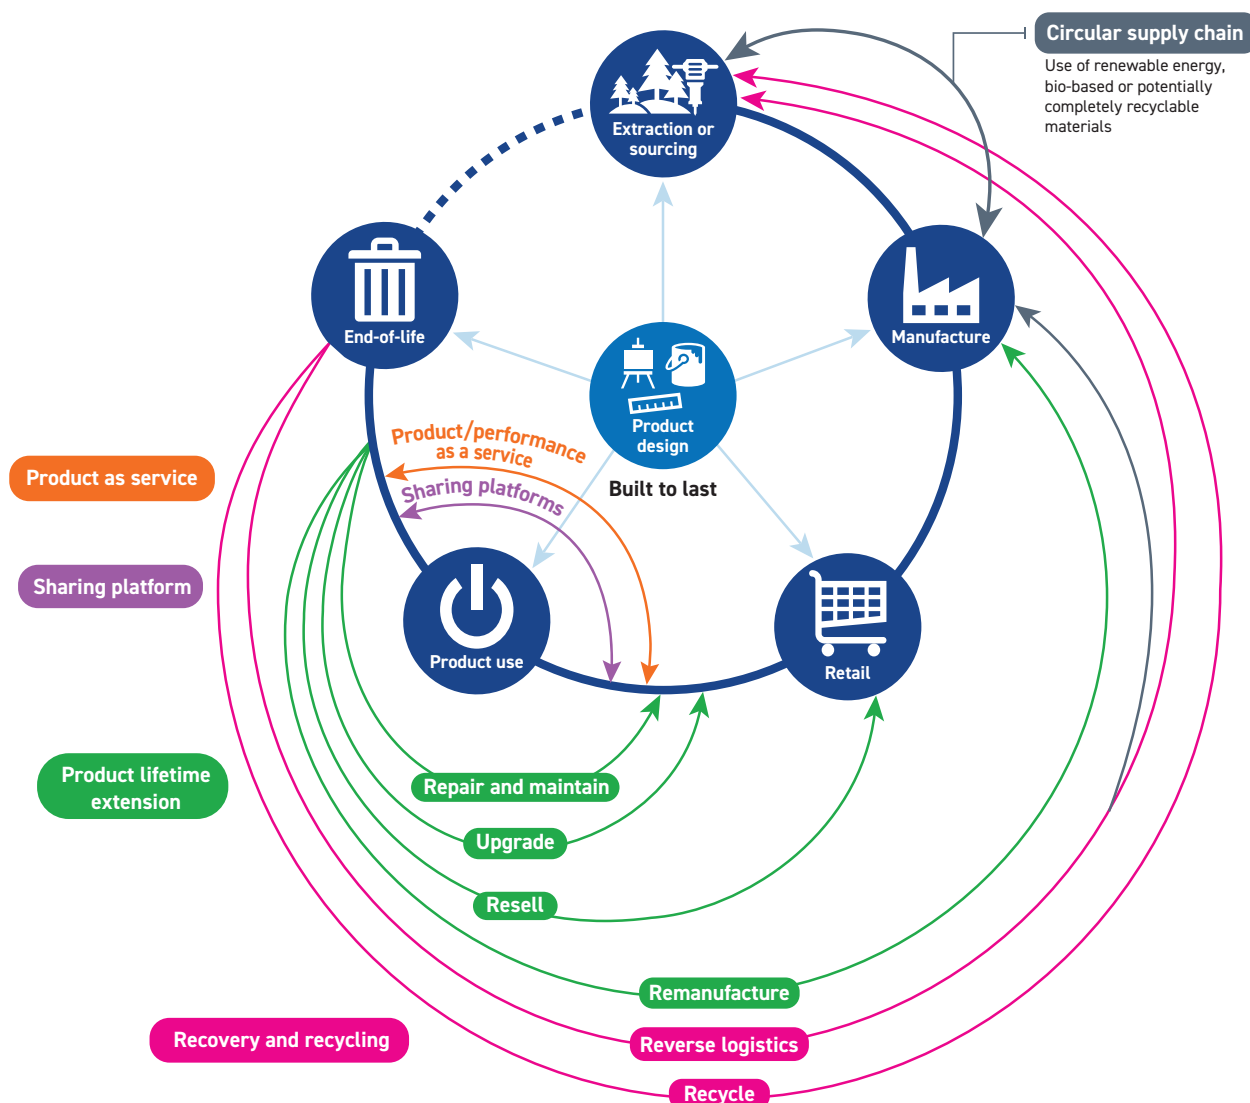 Circular supply chain
Use of renewable energy,
bio-based or potentially
completely recyclable
materials
Extraction or
sourcing
End-of-life
Manufacture
Product
design
Built to last
Product/performance
as a service
Sharing platforms
Product as service
Sharing platform
Product use
Retail
Product lifetime
extension
Repair and maintain
Upgrade
Resell
Remanufacture
Recovery and recycling
Reverse logistics
Recycle